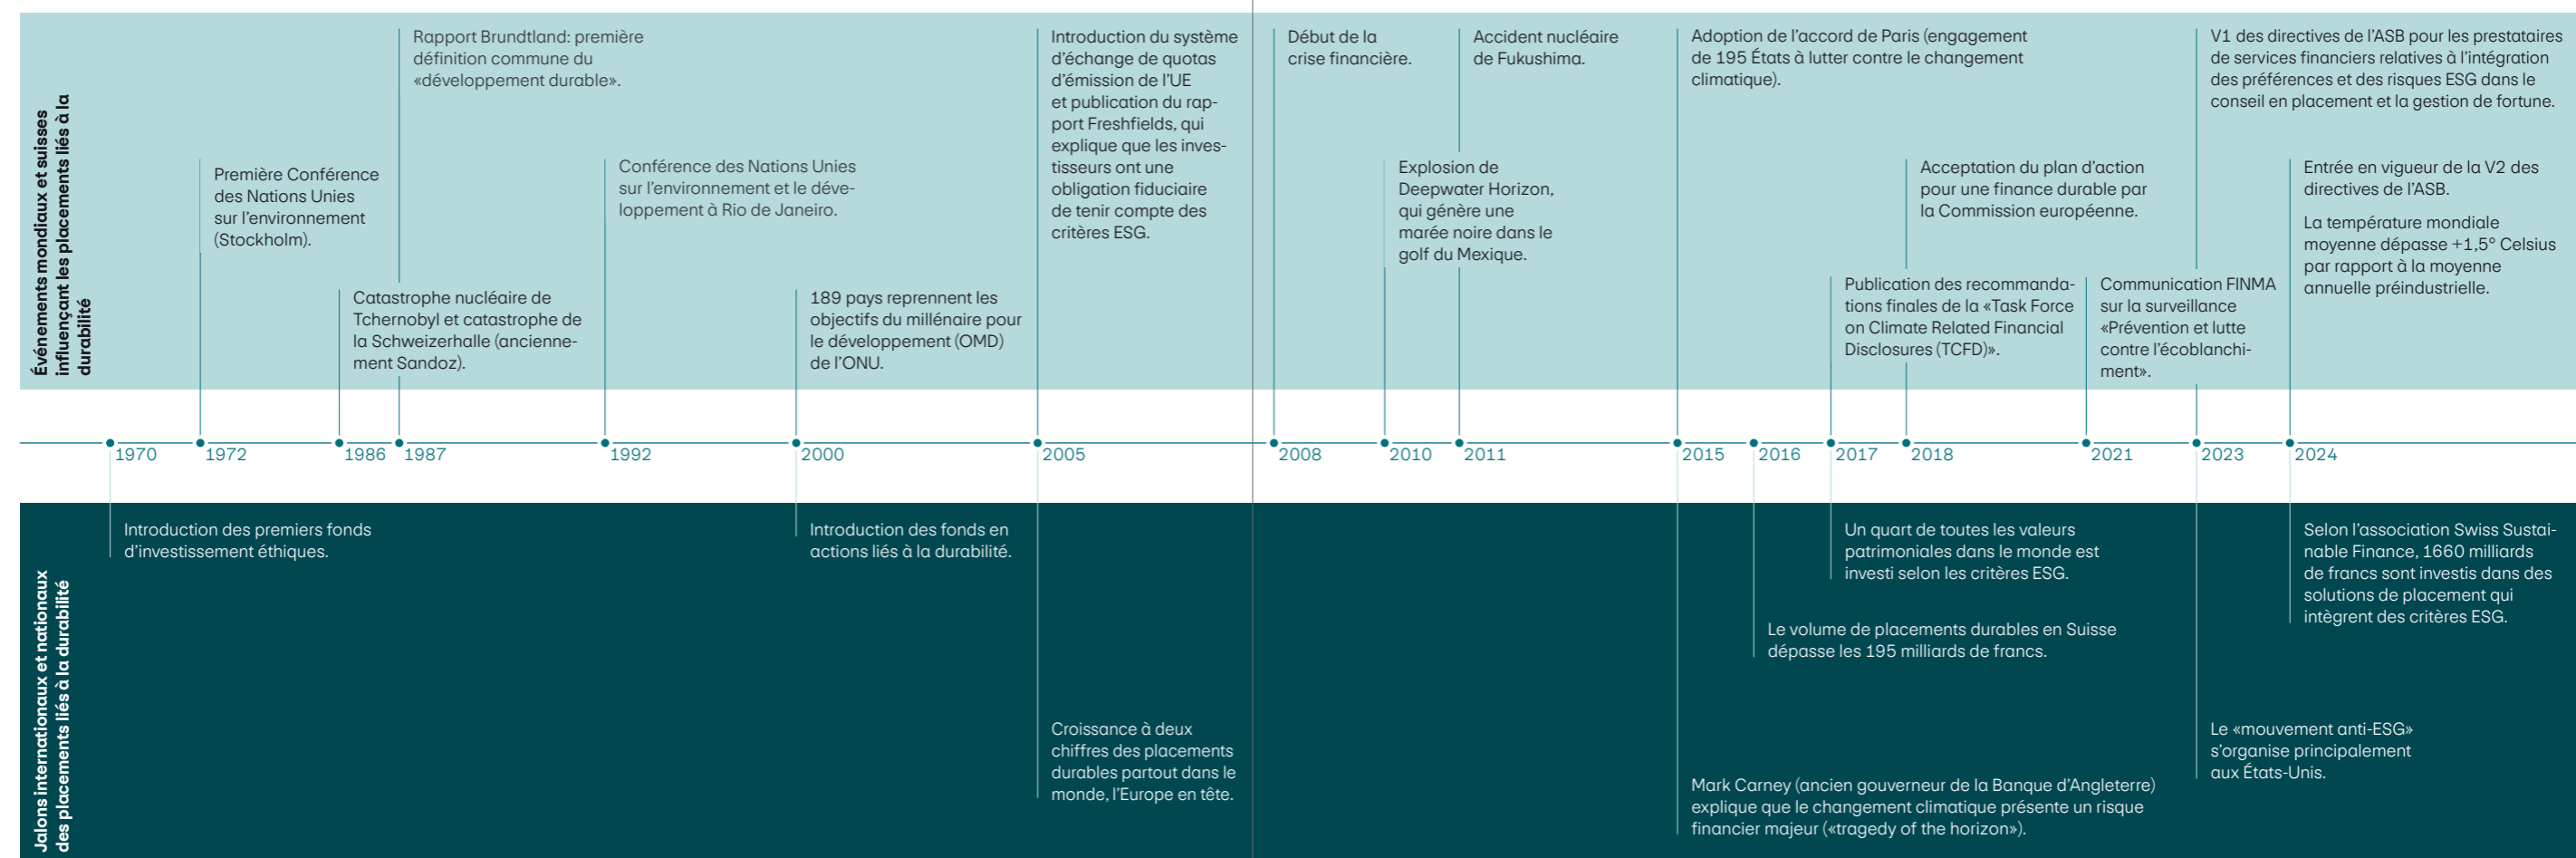 Événements mondiaux et suisses
influençant les placements liés à la
durabilité
Première Conférence
des Nations Unies
sur l'environnement
(Stockholm).
Catastrophe nucléaire de
Tchernobyl et catastrophe de
la Schweizerhalle (ancienne-
ment Sandoz).
Rapport Brundtland: première
définition commune du
«développement durable».
Conférence des Nations Unies
sur l'environnement et le déve-
loppement à Rio de Janeiro.
189 pays reprennent les
objectifs du millénaire pour
le développement (OMD)
de l'ONU.
Introduction du système
d'échange de quotas
d'émission de l'UE
et publication du rap-
port Freshfields, qui
explique que les inves-
tisseurs ont une
obligation fiduciaire
de tenir compte des
critères ESG.
Début de la
crise financière.
Explosion de
Deepwater Horizon,
qui génère une
marée noire dans le
golf du Mexique.
Accident nucléaire
de Fukushima.
Adoption de l'accord de Paris (engagement
de 195 États à lutter contre le changement
climatique).
Publication des recommanda-
tions finales de la «Task Force
on Climate Related Financial
Disclosures (TCFD)».
Acceptation du plan d'action
pour une finance durable par
la Commission européenne.
Communication FINMA
sur la surveillance
«Prévention et lutte
contre l'écoblanchi-
ment».
V1 des directives de l'ASB pour les prestataires
de services financiers relatives à l'intégration
des préférences et des risques ESG dans le
conseil en placement et la gestion de fortune.
Entrée en vigueur de la V2 des
directives de l'ASB.
La température mondiale
moyenne dépasse +1,5° Celsius
par rapport à la moyenne
annuelle préindustrielle.
1970 1972 1986 1987 1992 2000 2005 2008 2010 2011 2015 2016 2017 2018 2021 2023 2024
Jalons internationaux et nationaux
des placements liés à la durabilité
Introduction des premiers fonds
d'investissement éthiques.
Introduction des fonds en
actions liés à la durabilité.
Croissance à deux
chiffres des placements
durables partout dans le
monde, l'Europe en tête.
Mark Carney (ancien gouverneur de la Banque d'Angleterre)
explique que le changement climatique présente un risque
financier majeur («tragedy of the horizon»).
Le volume de placements durables en Suisse
dépasse les 195 milliards de francs.
Un quart de toutes les valeurs
patrimoniales dans le monde est
investi selon les critères ESG.
Le «mouvement anti-ESG»
s'organise principalement
aux États-Unis.
Selon l'association Swiss Sustai-
nable Finance, 1660 milliards
de francs sont investis dans des
solutions de placement qui
intègrent des critères ESG.